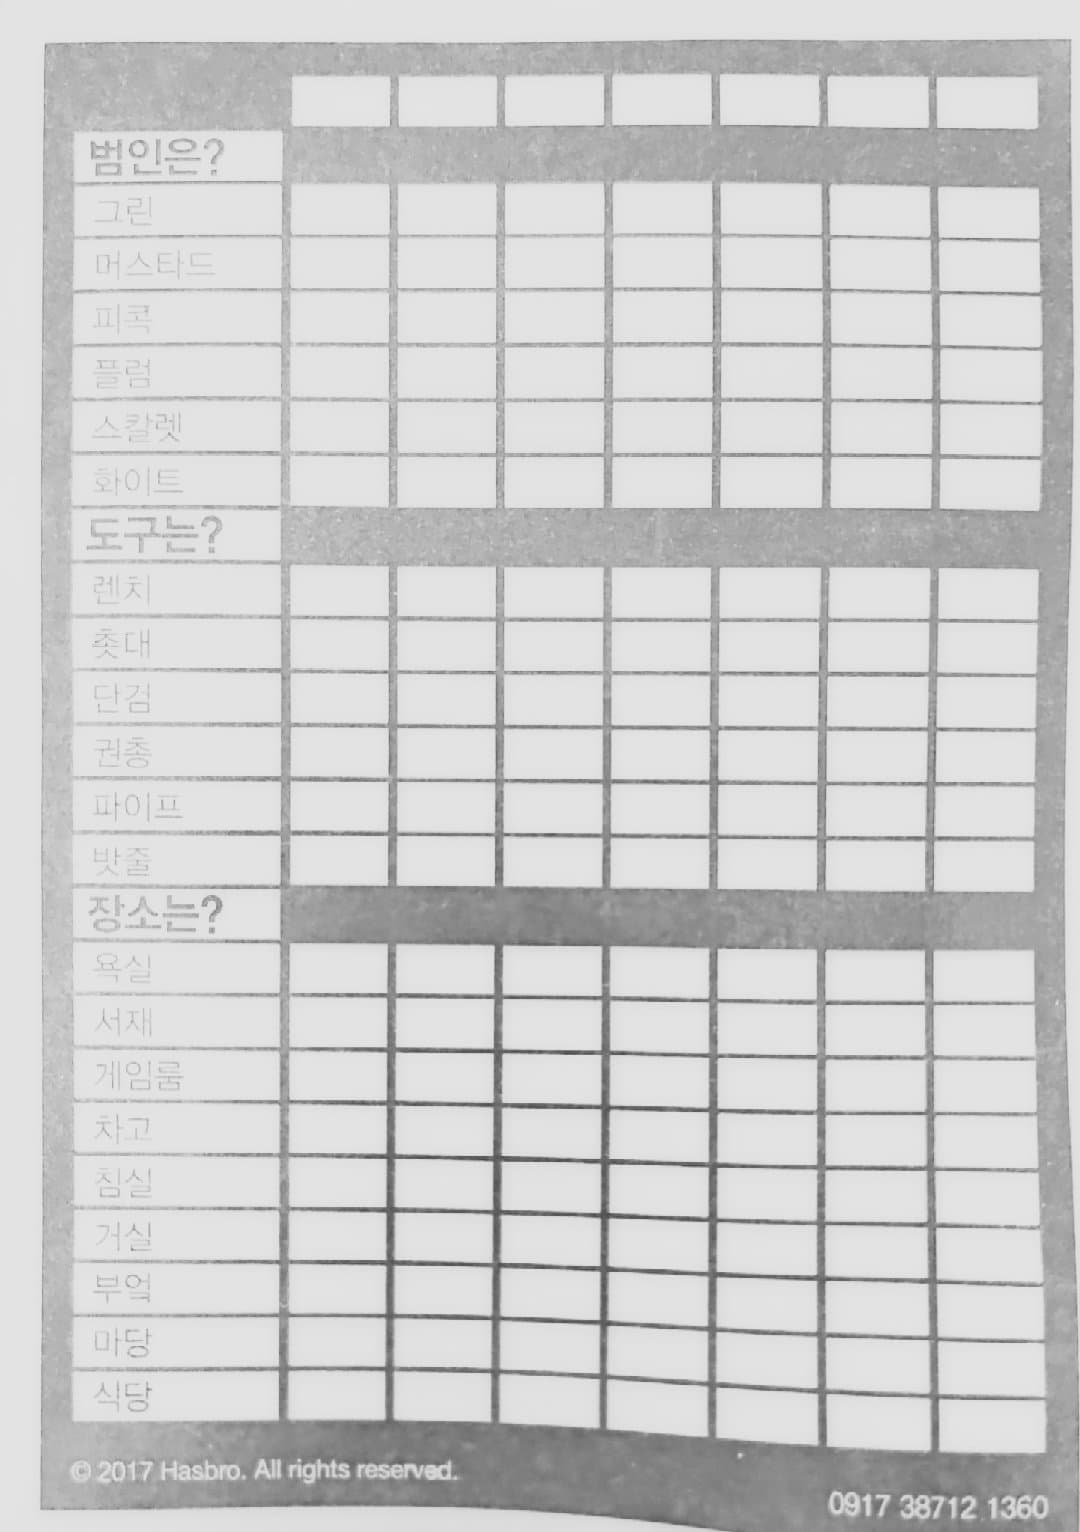 범인은?
그린
머스타드
피콕
플럼
스칼렛
화이트
도구는?
렌치
촛대
단검
권총
파이프
밧줄
장소는?
욕실
서재
게임룸
차고
침실
거실
부엌
마당
식당
© 2017 Hasbro. All rights reserved.
0917 38712 1360